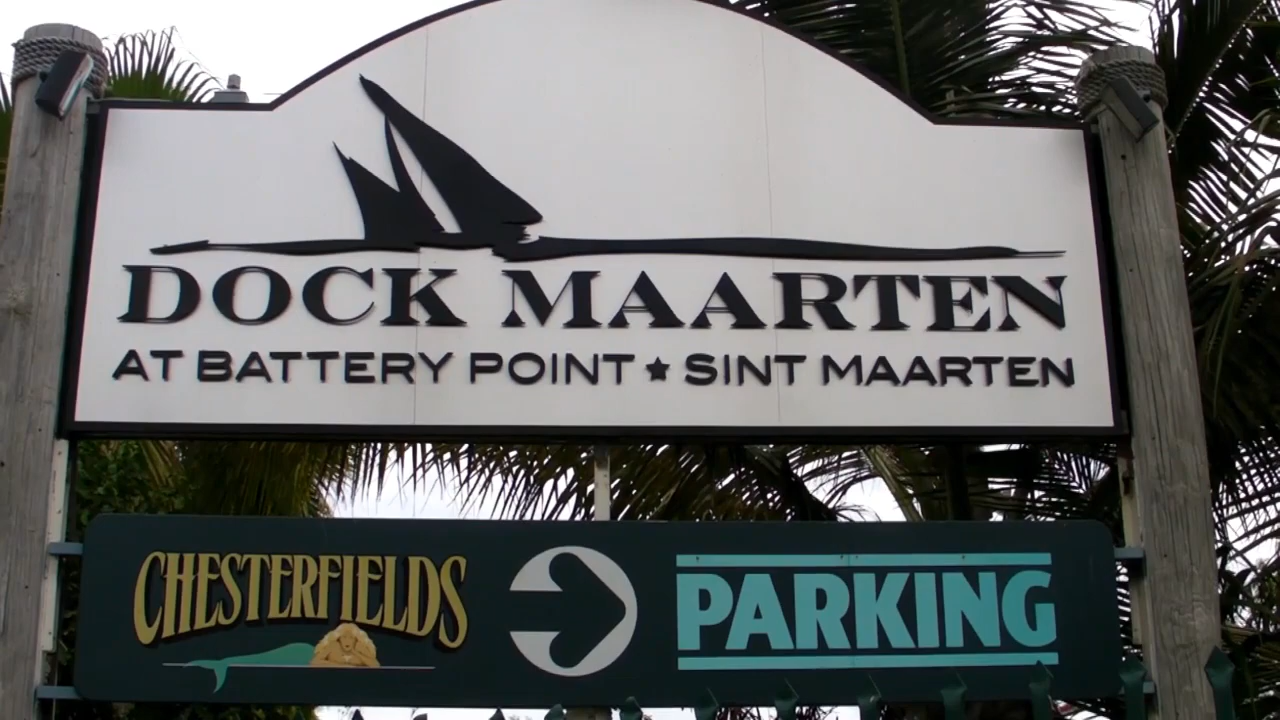 DOCK MAARTEN
AT BATTERY POINT ★ SINT MAARTEN
CHESTERFIELDS
PARKING